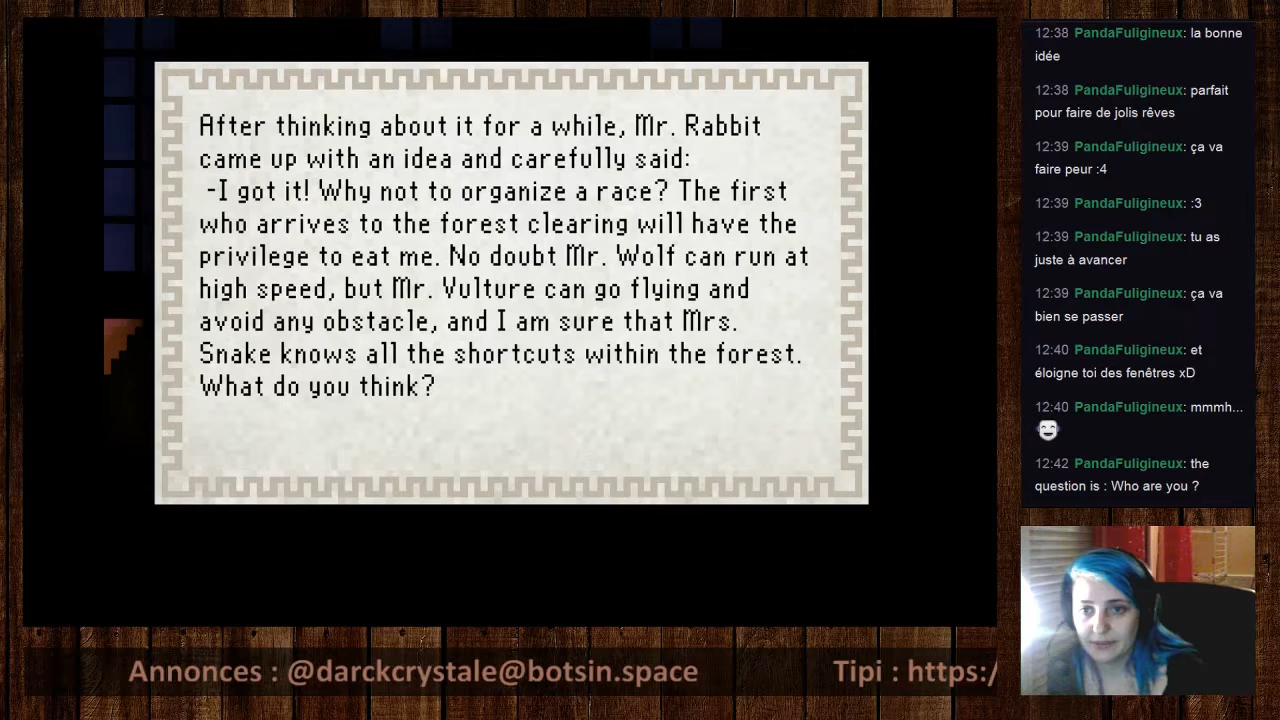 After thinking about it for a while, Mr. Rabbit
came up with an idea and carefully said:
-I got it! Why not to organize a race? The first
who arrives to the forest clearing will have the
privilege to eat me. No doubt Mr. Wolf can run at
high speed, but Mr. Vulture can go flying and
avoid any obstacle, and I am sure that Mrs.
Snake knows all the shortcuts within the forest.
What do you think?
12:38 PandaFuligineux: la bonne
idée
12:38 PandaFuligineux: parfait
pour faire de jolis rêves
12:39 PandaFuligineux: ça va
faire peur :4
12:39 PandaFuligineux: :3
12:39 PandaFuligineux: tu as
juste à avancer
12:39 PandaFuligineux: ça va
bien se passer
12:40 PandaFuligineux: et
éloigne toi des fenêtres xD
12:40 PandaFuligineux: mmmh...
12:42 PandaFuligineux: the
question is : Who are you ?
Annonces : @darckcrystale@botsin.space Tipi : https:/